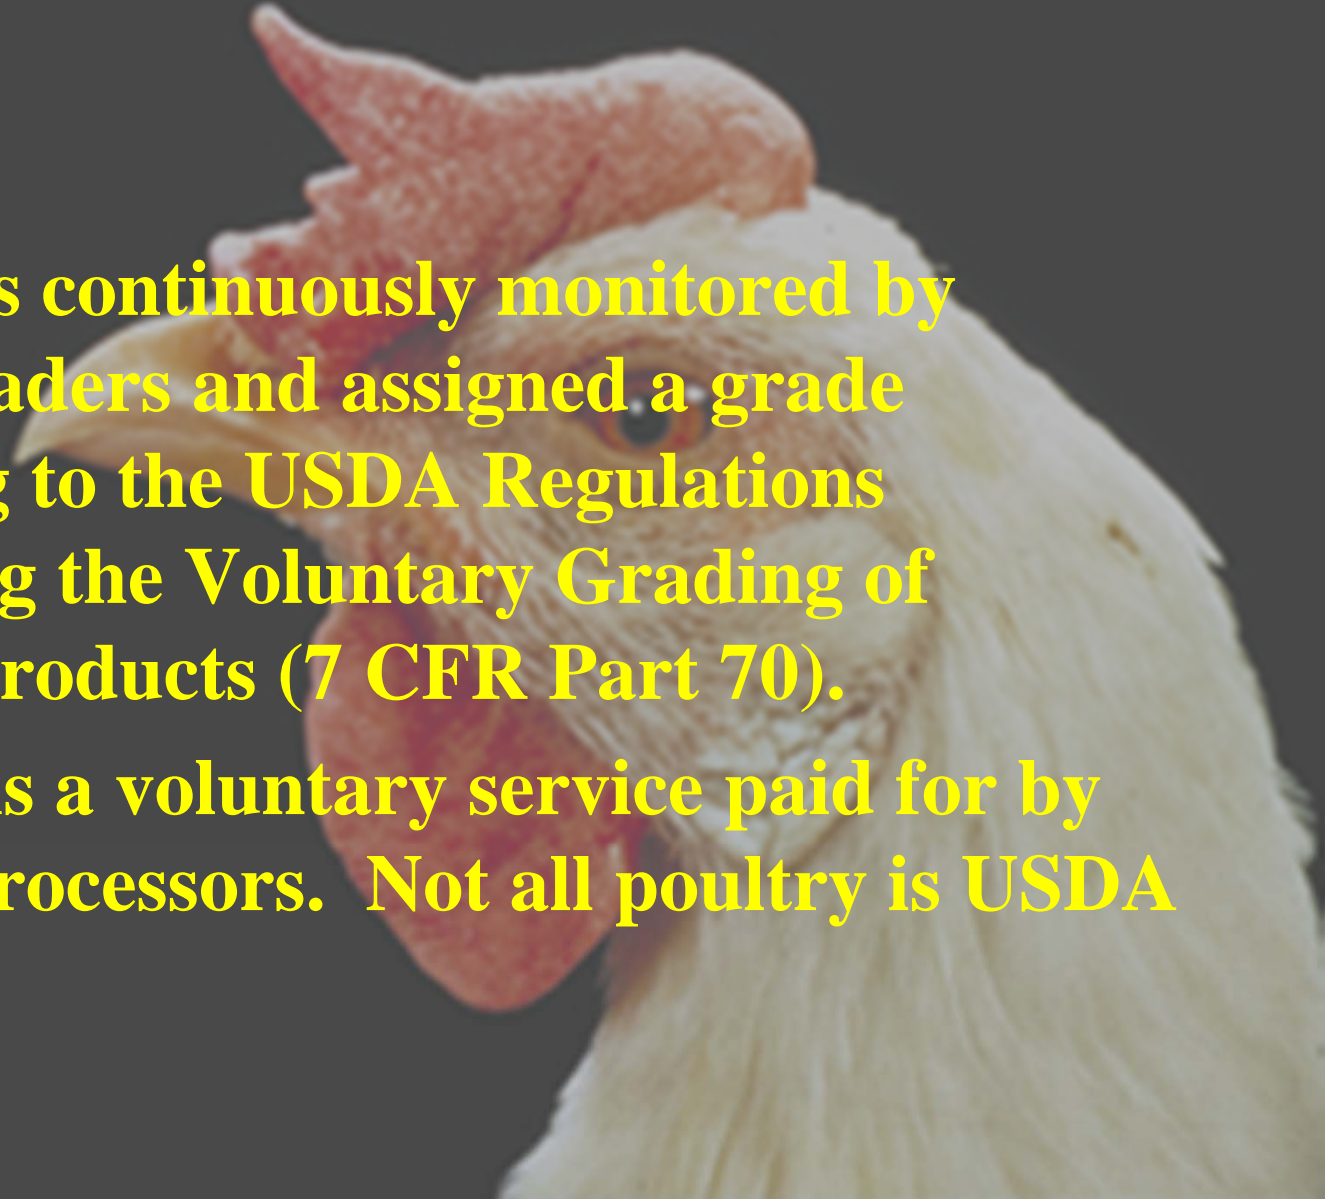 s continuously monitored by
aders and assigned a grade
g to the USDA Regulations
g the Voluntary Grading of
roducts (7 CFR Part 70).
is a voluntary service paid for by
rocessors.  Not all poultry is USDA